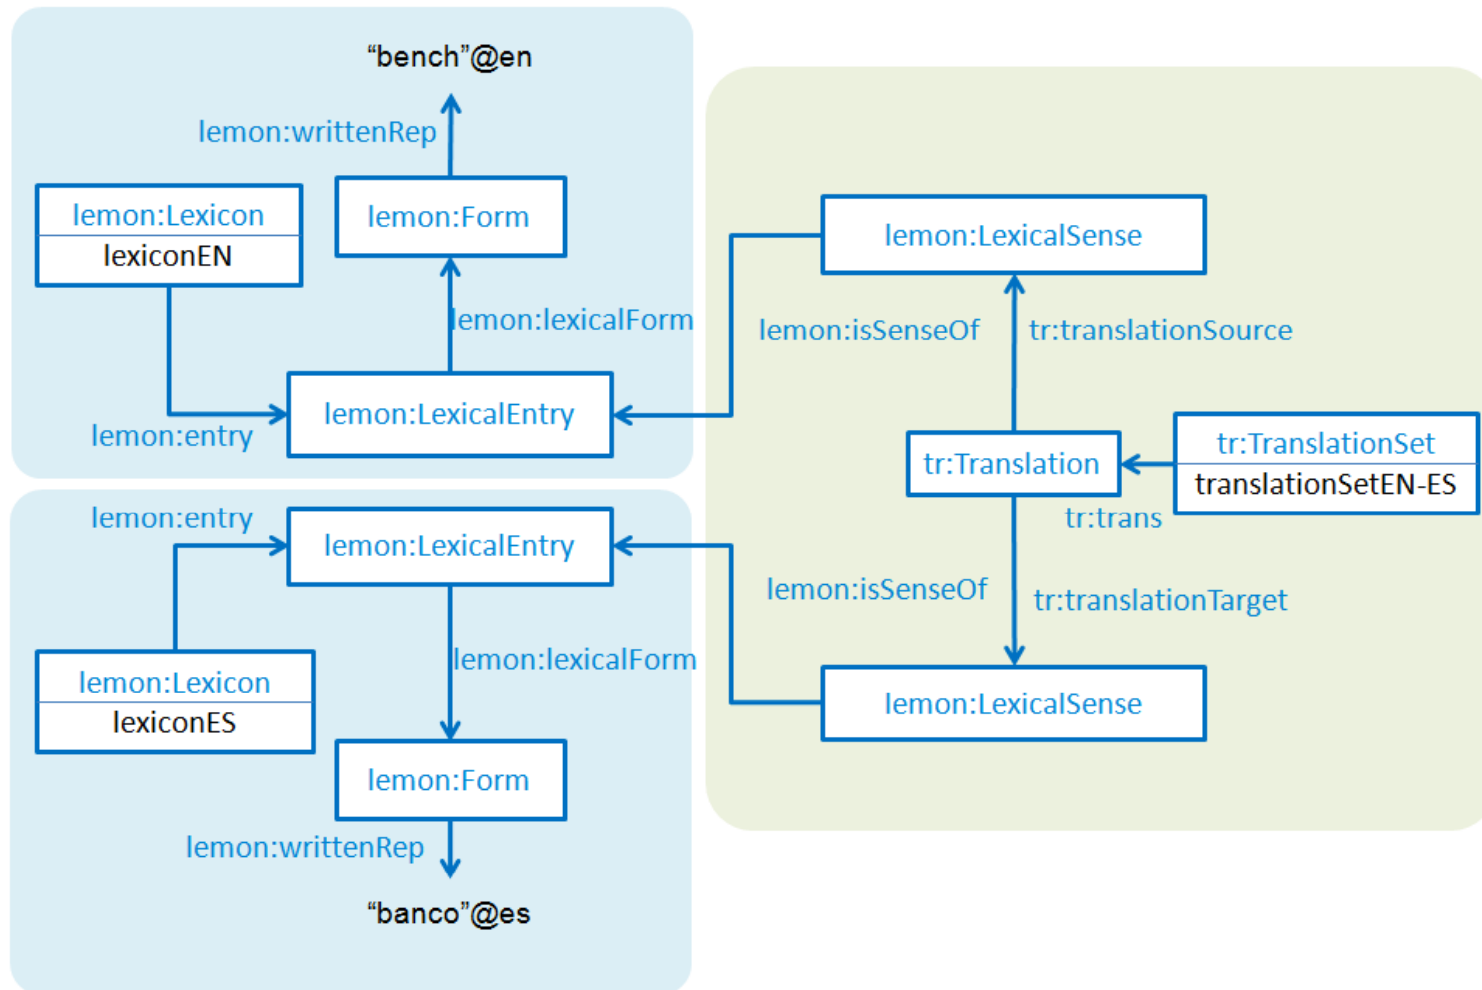 “bench”@en
lemon:writtenRep
lemon:Lexicon
lexiconEN
lemon:Form
lemon:lexicalForm
lemon:entry
lemon:LexicalEntry
lemon:entry
lemon:LexicalEntry
lemon:lexicalForm
lemon:Lexicon
lexiconES
lemon:Form
lemon:writtenRep
“banco”@es
lemon:LexicalSense
lemon:isSenseOf
tr:translationSource
tr:Translation
tr:TranslationSet
translationSetEN-ES
tr:trans
lemon:isSenseOf
tr:translationTarget
lemon:LexicalSense